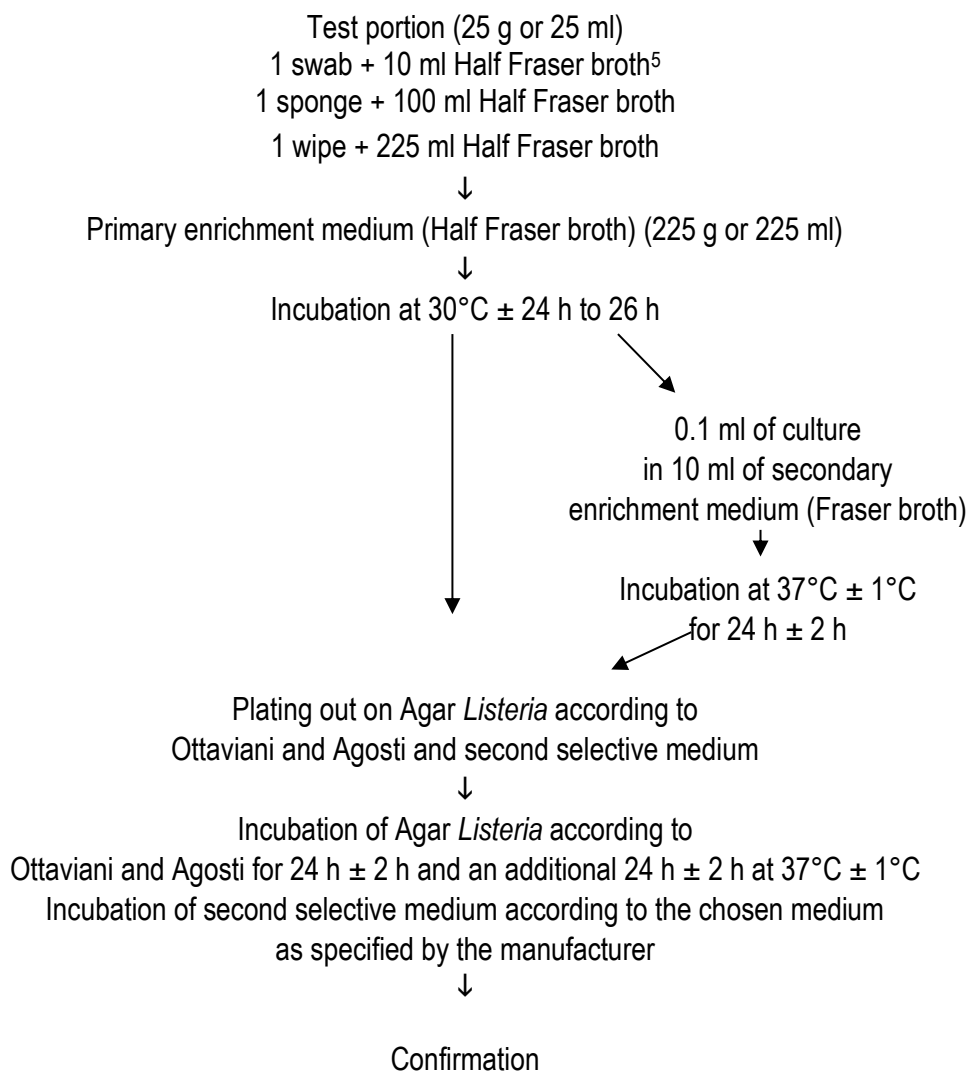 Test portion (25 g or 25 ml)
1 swab + 10 ml Half Fraser broth⁵
1 sponge + 100 ml Half Fraser broth
1 wipe + 225 ml Half Fraser broth
↓
Primary enrichment medium (Half Fraser broth) (225 g or 225 ml)
↓
Incubation at 30°C ± 24 h to 26 h
0.1 ml of culture
in 10 ml of secondary
enrichment medium (Fraser broth)
Incubation at 37°C ± 1°C
for 24 h ± 2 h
Plating out on Agar Listeria according to
Ottaviani and Agosti and second selective medium
↓
Incubation of Agar Listeria according to
Ottaviani and Agosti for 24 h ± 2 h and an additional 24 h ± 2 h at 37°C ± 1°C
Incubation of second selective medium according to the chosen medium
as specified by the manufacturer
↓
Confirmation